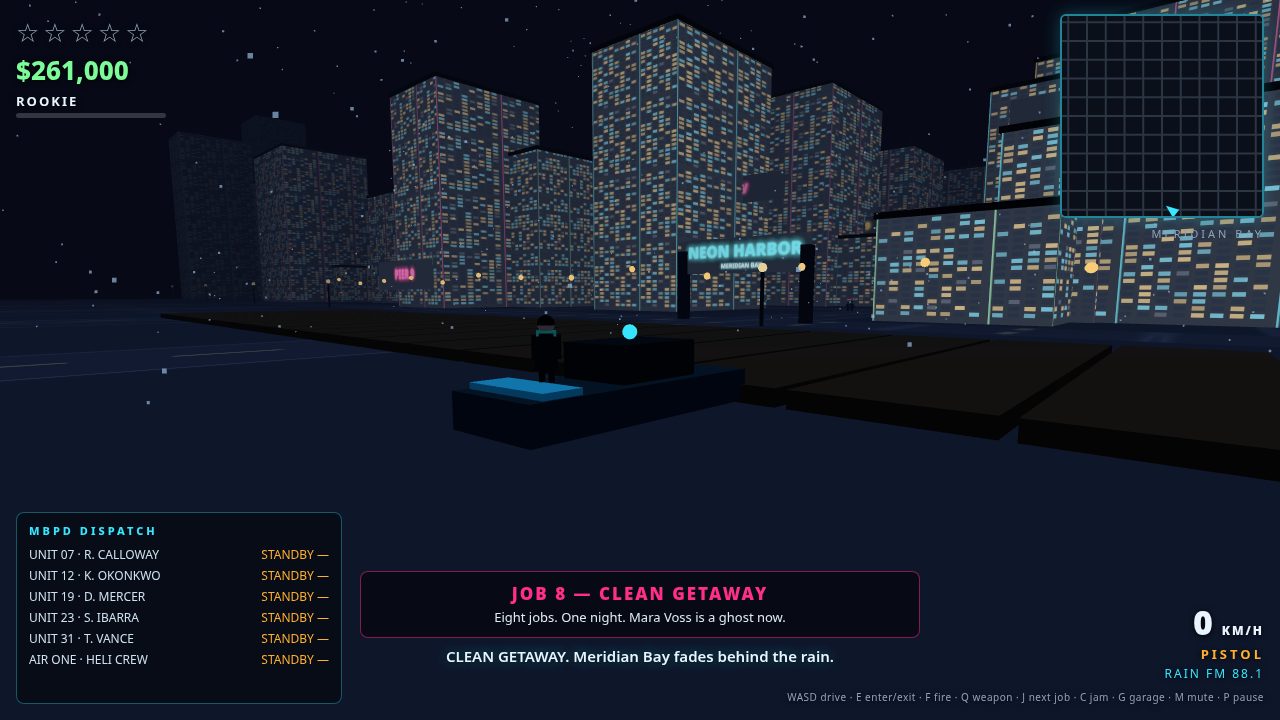 ☆ ☆ ☆ ☆ ☆
$261,000
ROOKIE
MERIDIAN BAY
NEON HARBOR
MERIDIAN BAY
MBPD DISPATCH
UNIT 07 · R. CALLOWAY STANDBY —
UNIT 12 · K. OKONKWO STANDBY —
UNIT 19 · D. MERCER STANDBY —
UNIT 23 · S. IBARRA STANDBY —
UNIT 31 · T. VANCE STANDBY —
AIR ONE · HELI CREW STANDBY —
JOB 8 — CLEAN GETAWAY
Eight jobs. One night. Mara Voss is a ghost now.
CLEAN GETAWAY. Meridian Bay fades behind the rain.
0 KM/H
PISTOL
RAIN FM 88.1
WASD drive · E enter/exit · F fire · Q weapon · J next job · C jam · G garage · M mute · P pause